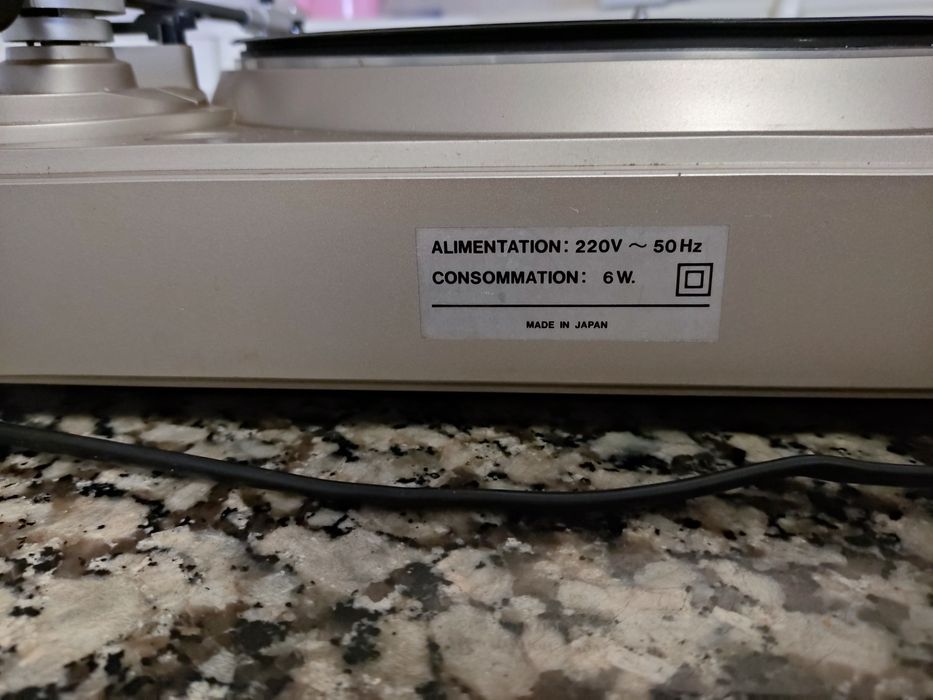 ALIMENTATION: 220V ~ 50Hz
CONSOMMATION: 6W.
MADE IN JAPAN